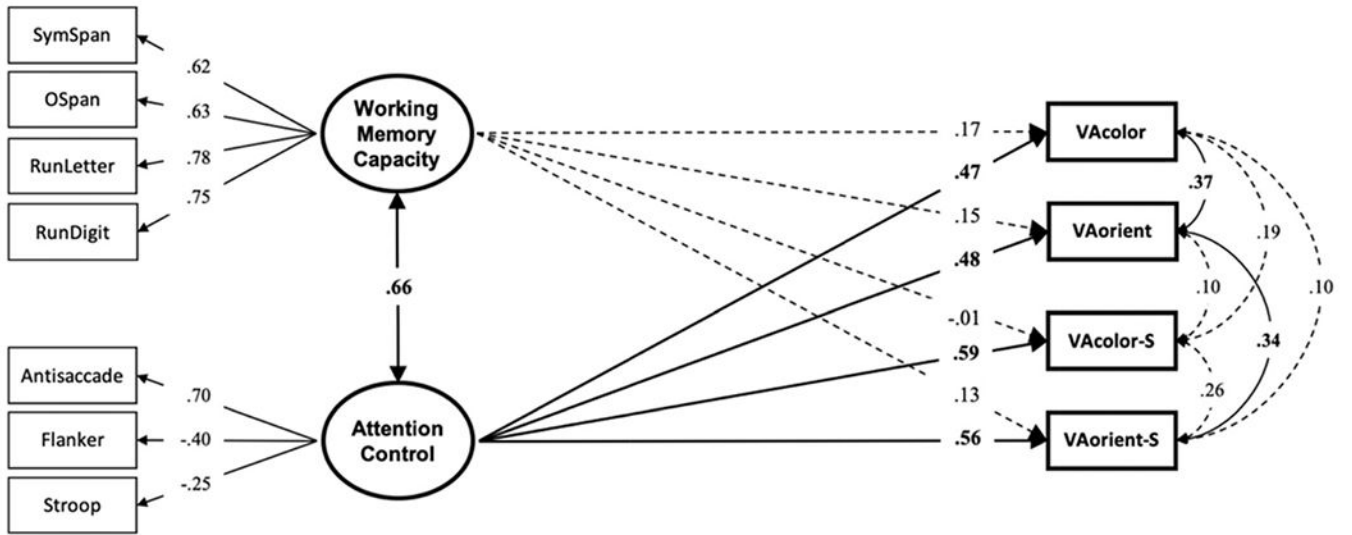 SymSpan
OSpan
RunLetter
RunDigit
.62
.63
.78
.75
Working
Memory
Capacity
.66
Antisaccade
Flanker
Stroop
.70
-.40
-.25
Attention
Control
.17
.47
.15
.48
-.01
.59
.13
.56
VAcolor
VAorient
VAcolor-S
VAorient-S
.37
.19
.10
.10
.34
.26